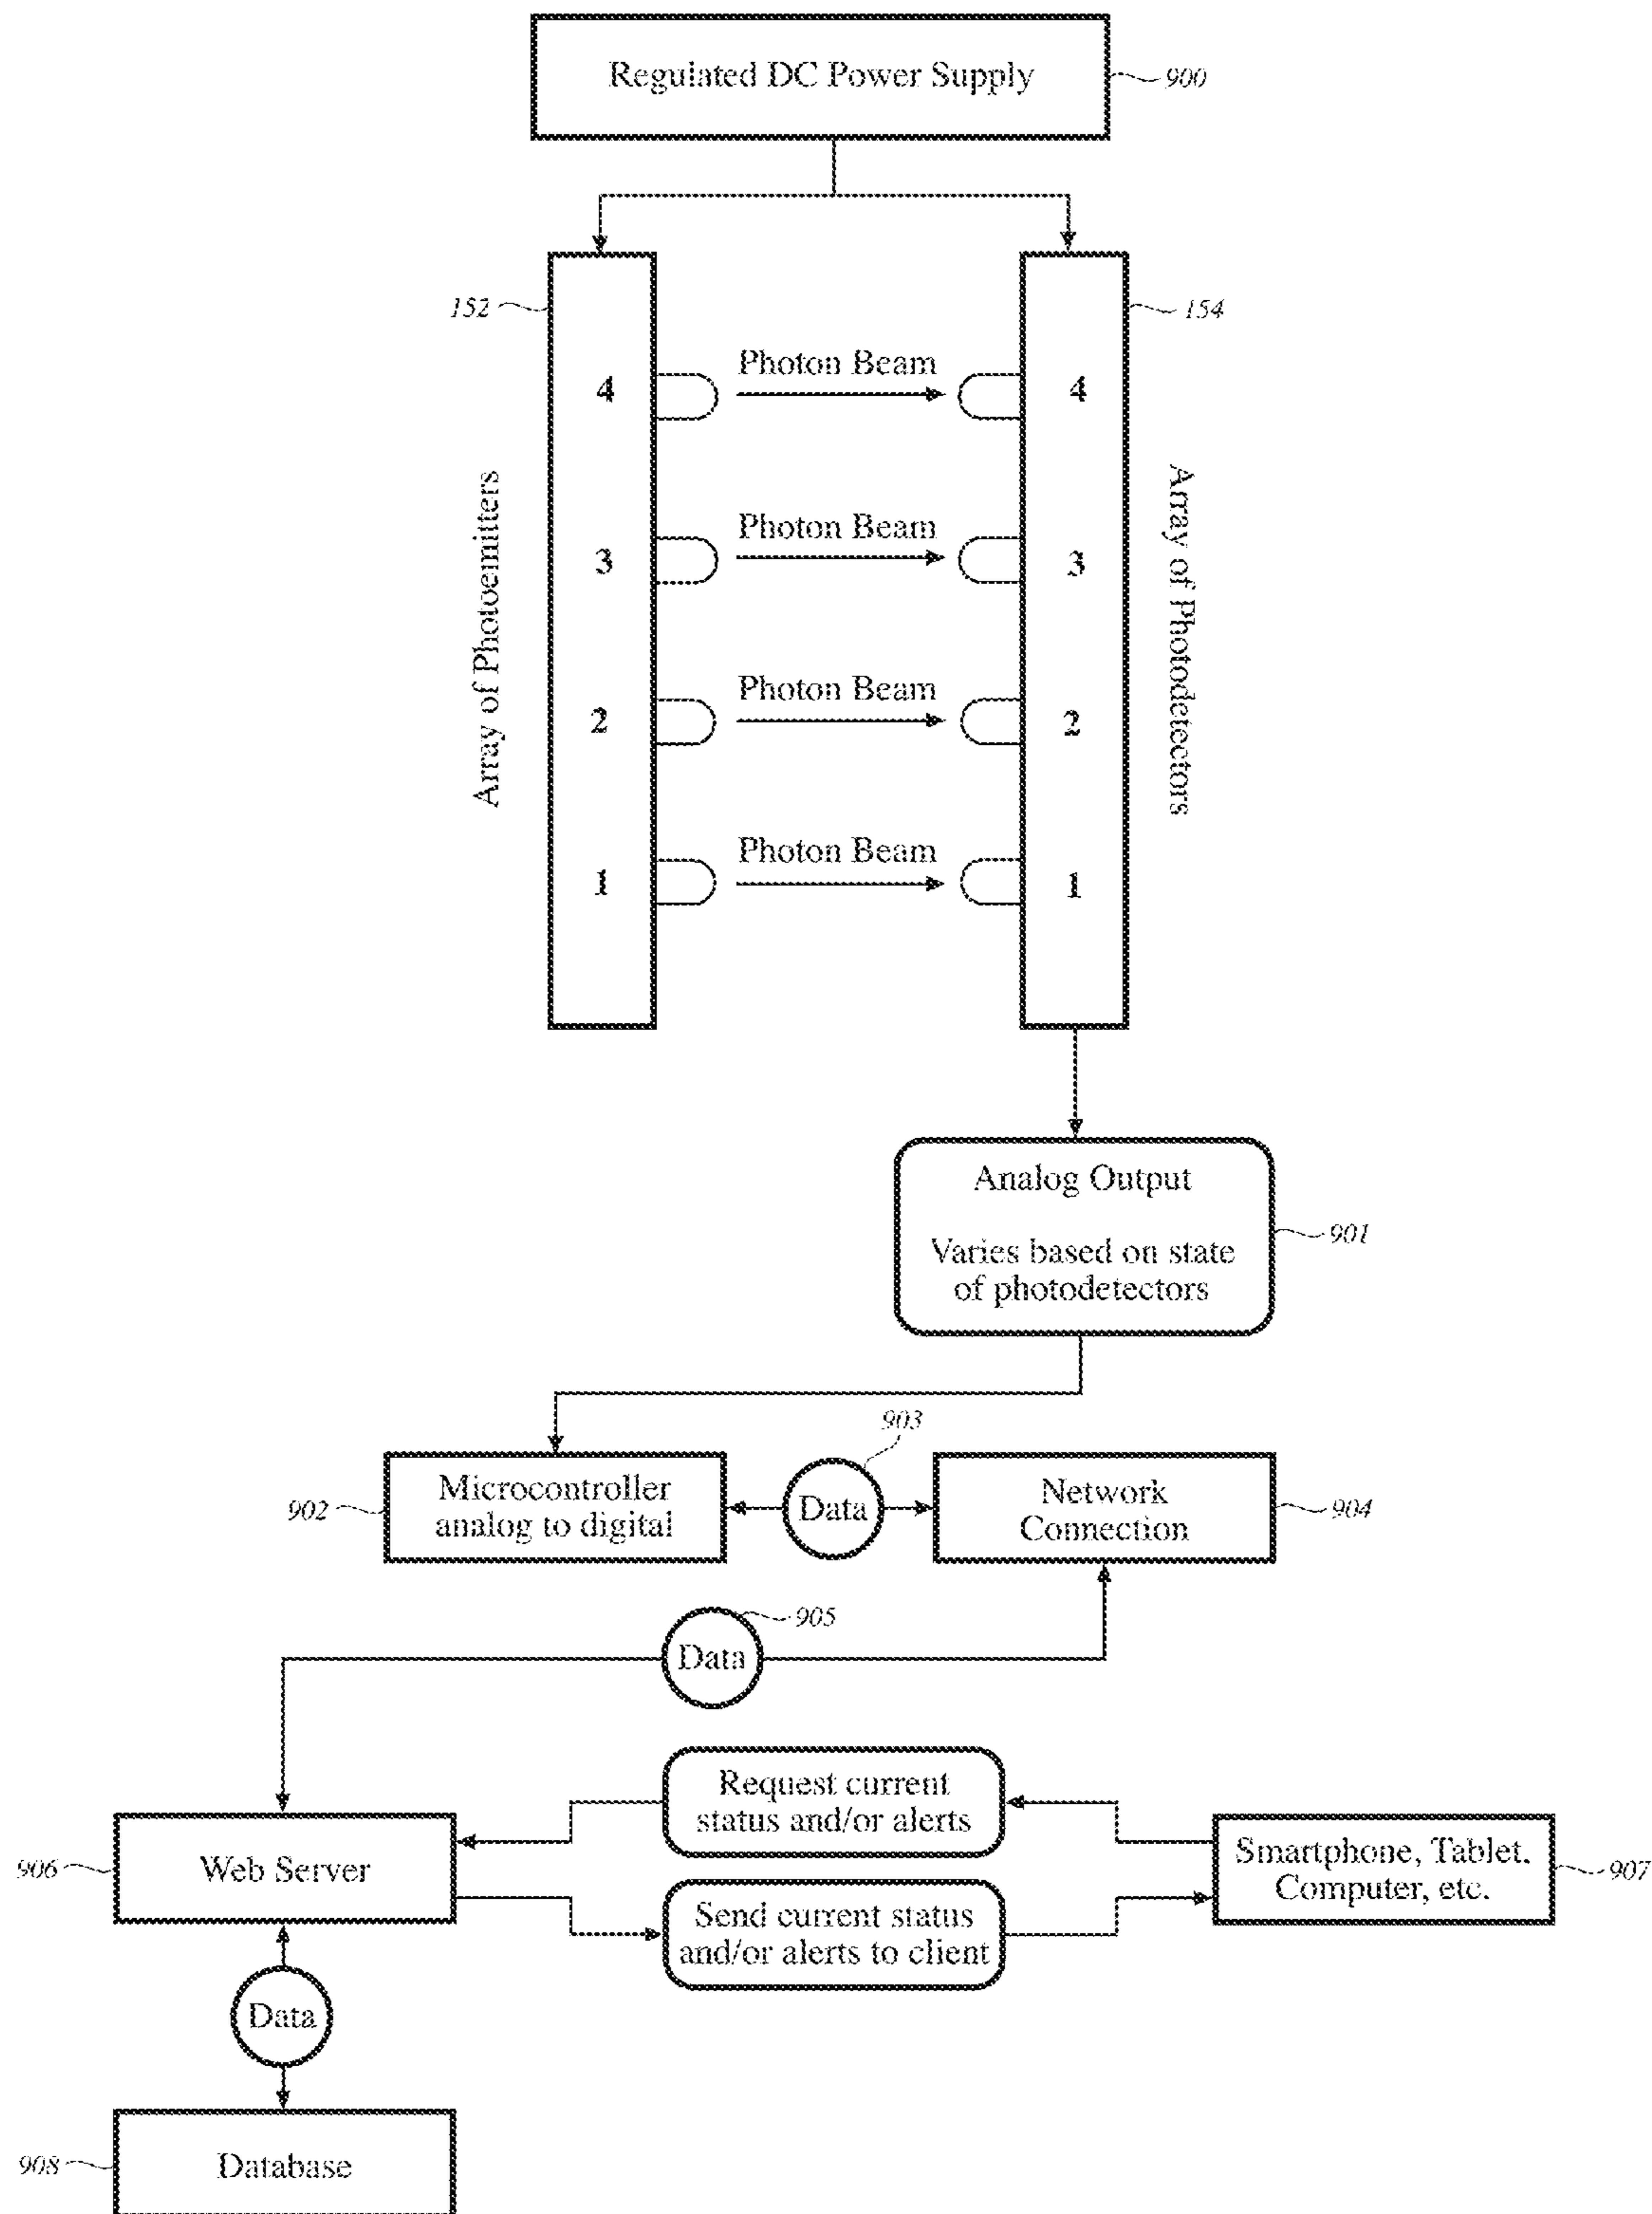 Regulated DC Power Supply
900
152
154
Photon Beam
4
4
Photon Beam
3
3
Array of Photoemitters
Array of Photodetectors
Photon Beam
2
2
Photon Beam
1
1
Analog Output
Varies based on state
of photodetectors
901
903
Microcontroller
analog to digital
902
Data
Network
Connection
904
905
Data
Request current
status and/or alerts
906
Web Server
Smartphone, Tablet,
Computer, etc.
907
Send current status
and/or alerts to client
Data
908
Database